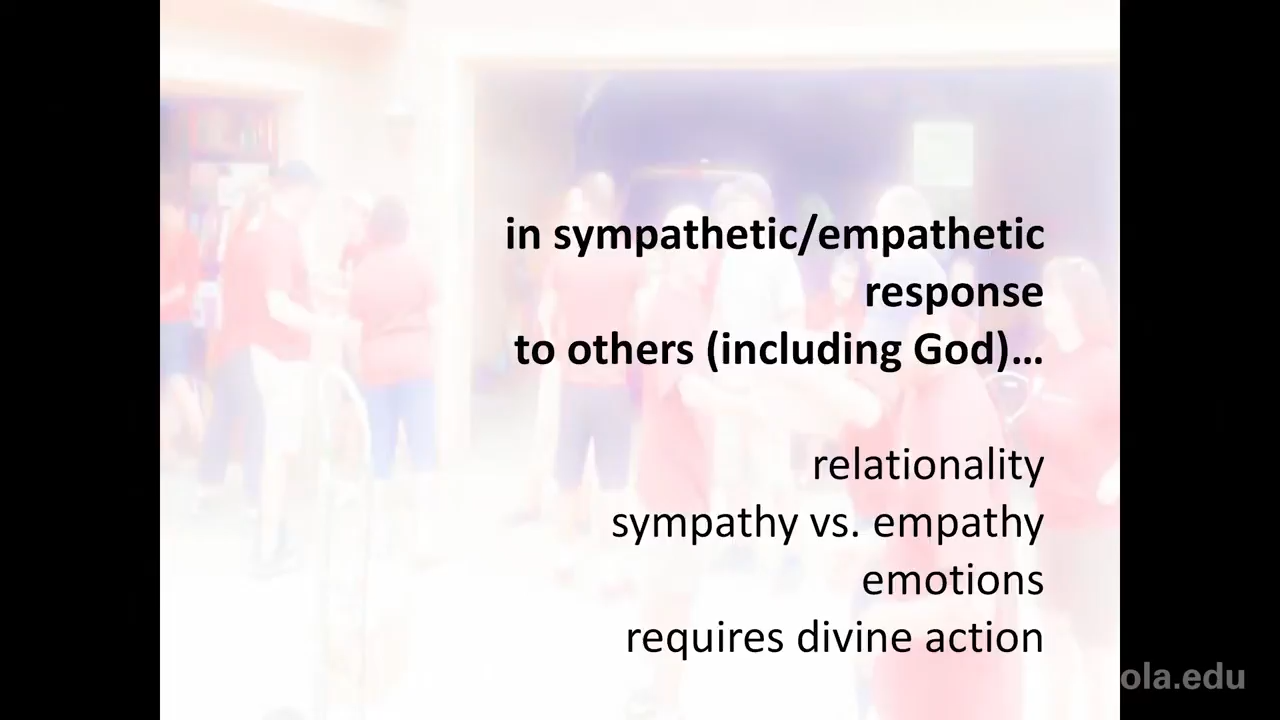 in sympathetic/empathetic
response
to others (including God)…
relationality
sympathy vs. empathy
emotions
requires divine action
ola.edu